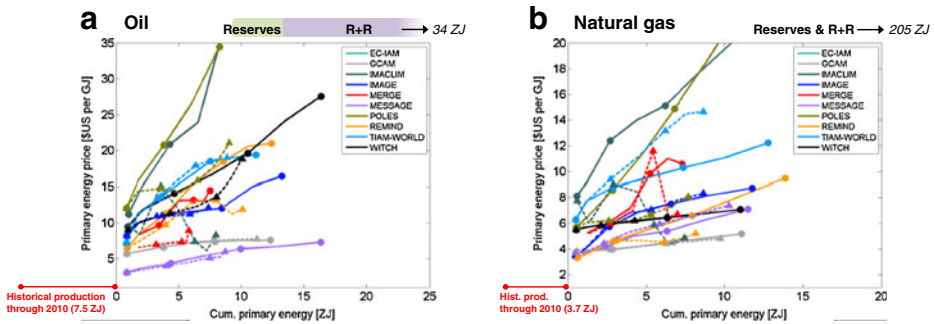 a Oil
Reserves R+R 34 ZJ
35
30
25
20
15
10
5
Primary energy price [$US per GJ]
EC-IAM
GCAM
IMACLIM
IMAGE
MERGE
MESSAGE
POLES
REMIND
TIAM-WORLD
WITCH
0 5 10 15 20 25
Historical production
through 2010 (7.5 ZJ)
Cum. primary energy [ZJ]
b Natural gas
Reserves & R+R 205 ZJ
20
18
16
14
12
10
8
6
4
2
Primary energy price [$US per GJ]
EC-IAM
GCAM
IMACLIM
IMAGE
MERGE
MESSAGE
POLES
REMIND
TIAM-WORLD
WITCH
0 5 10 15 20
Hist. prod.
through 2010 (3.7 ZJ)
Cum. primary energy [ZJ]